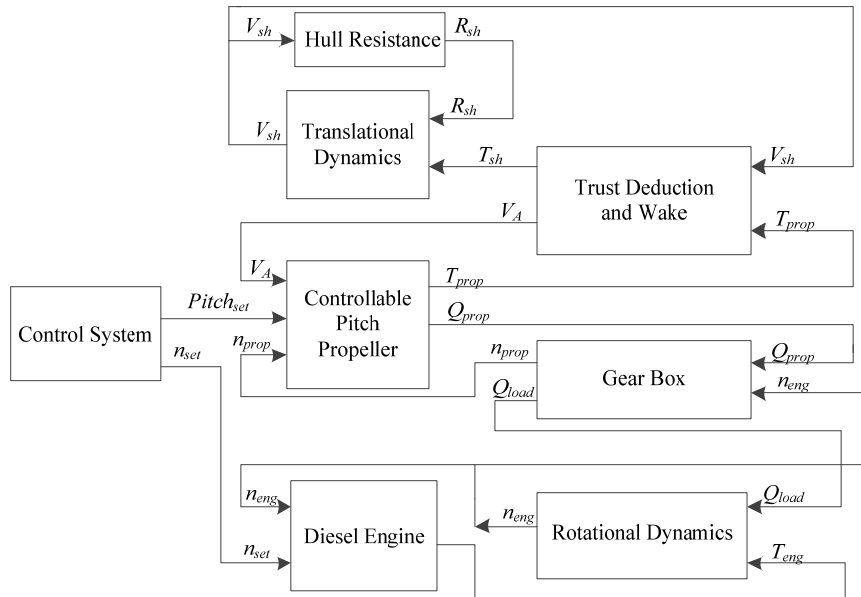 V_sh
Hull Resistance
R_sh
V_sh
Translational
Dynamics
R_sh
T_sh
Trust Deduction
and Wake
V_sh
V_A
T_prop
V_A
Controllable
Pitch
Propeller
T_prop
Control System
Pitch_set
Q_prop
n_set
n_prop
n_prop
Gear Box
Q_prop
Q_load
n_eng
n_eng
Diesel Engine
n_eng
Rotational Dynamics
Q_load
n_set
T_eng